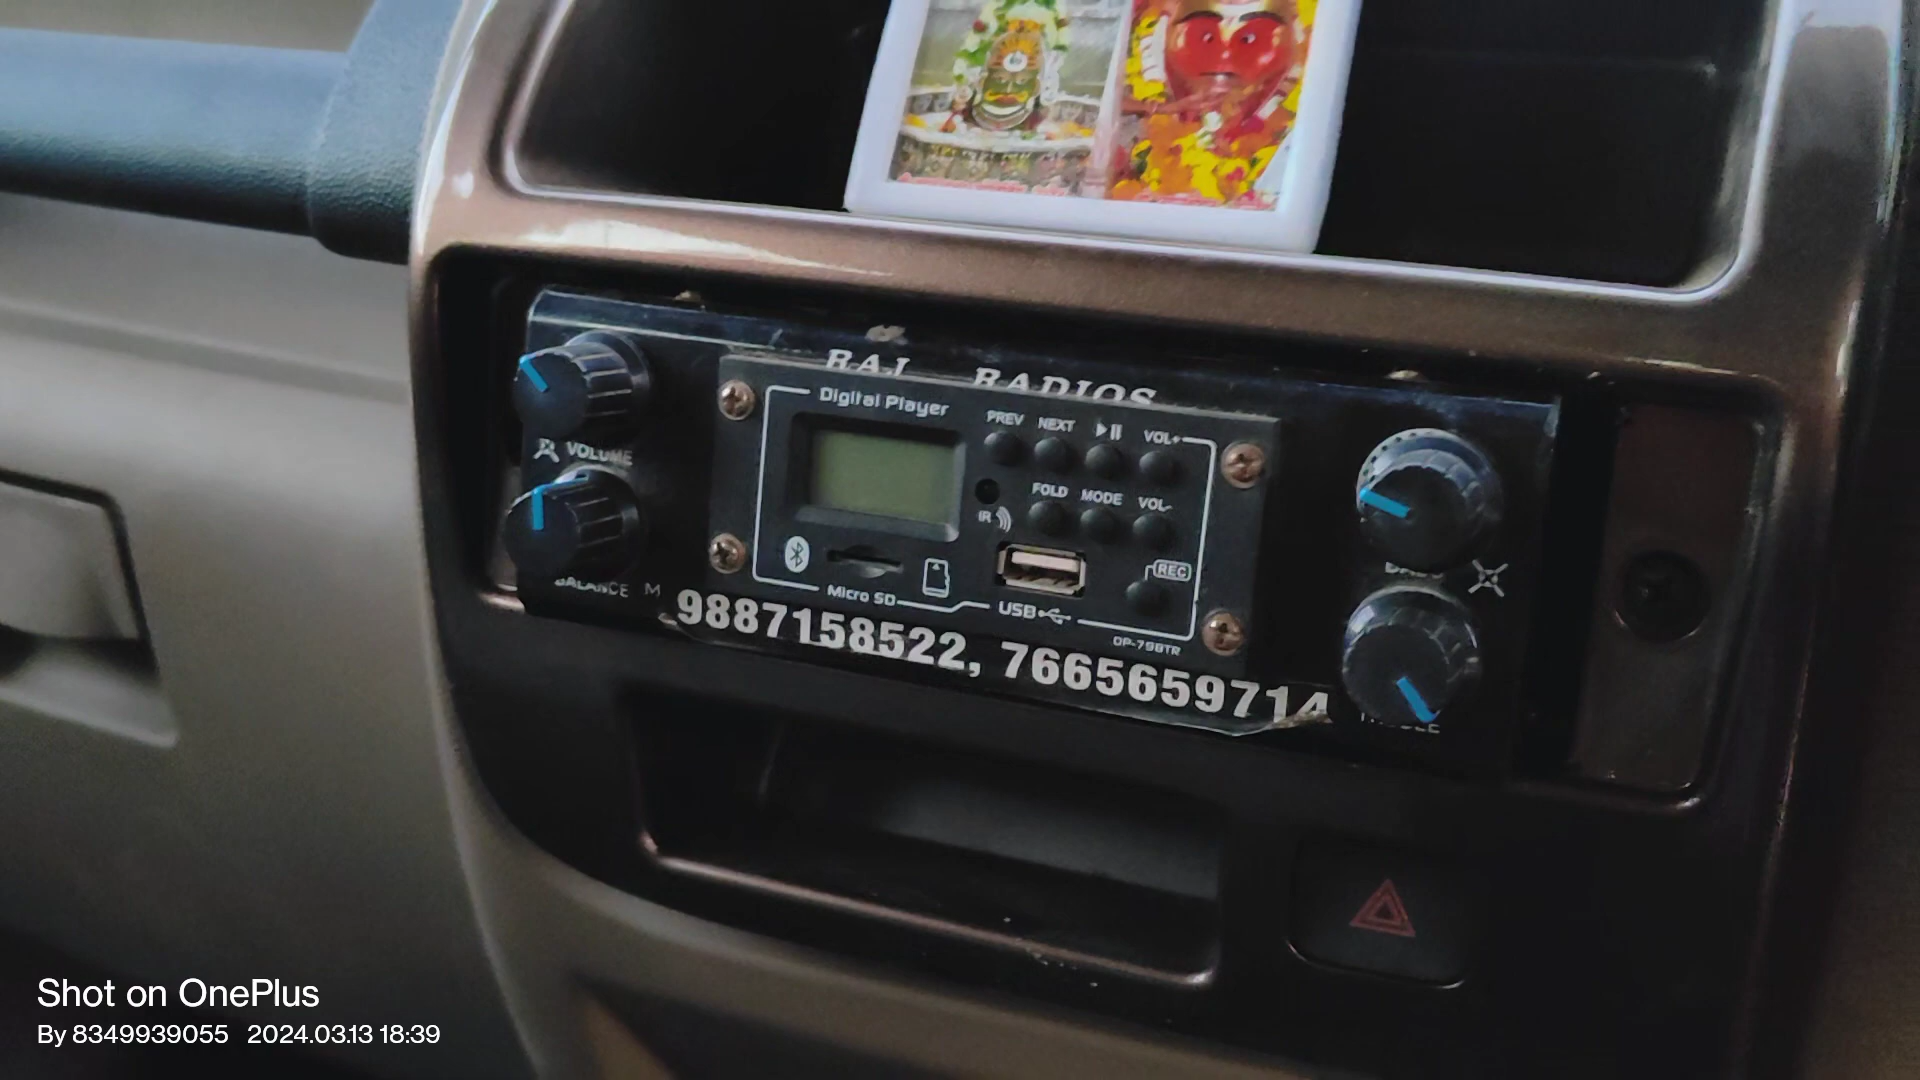 RAJ RADIOS
Digital Player
PREV NEXT VOL+
VOLUME
FOLD MODE VOL-
IR
REC
BALANCE M
Micro SD
USB
DP-798TR
9887158522, 7665659714
Shot on OnePlus
By 8349939055 2024.03.13 18:39